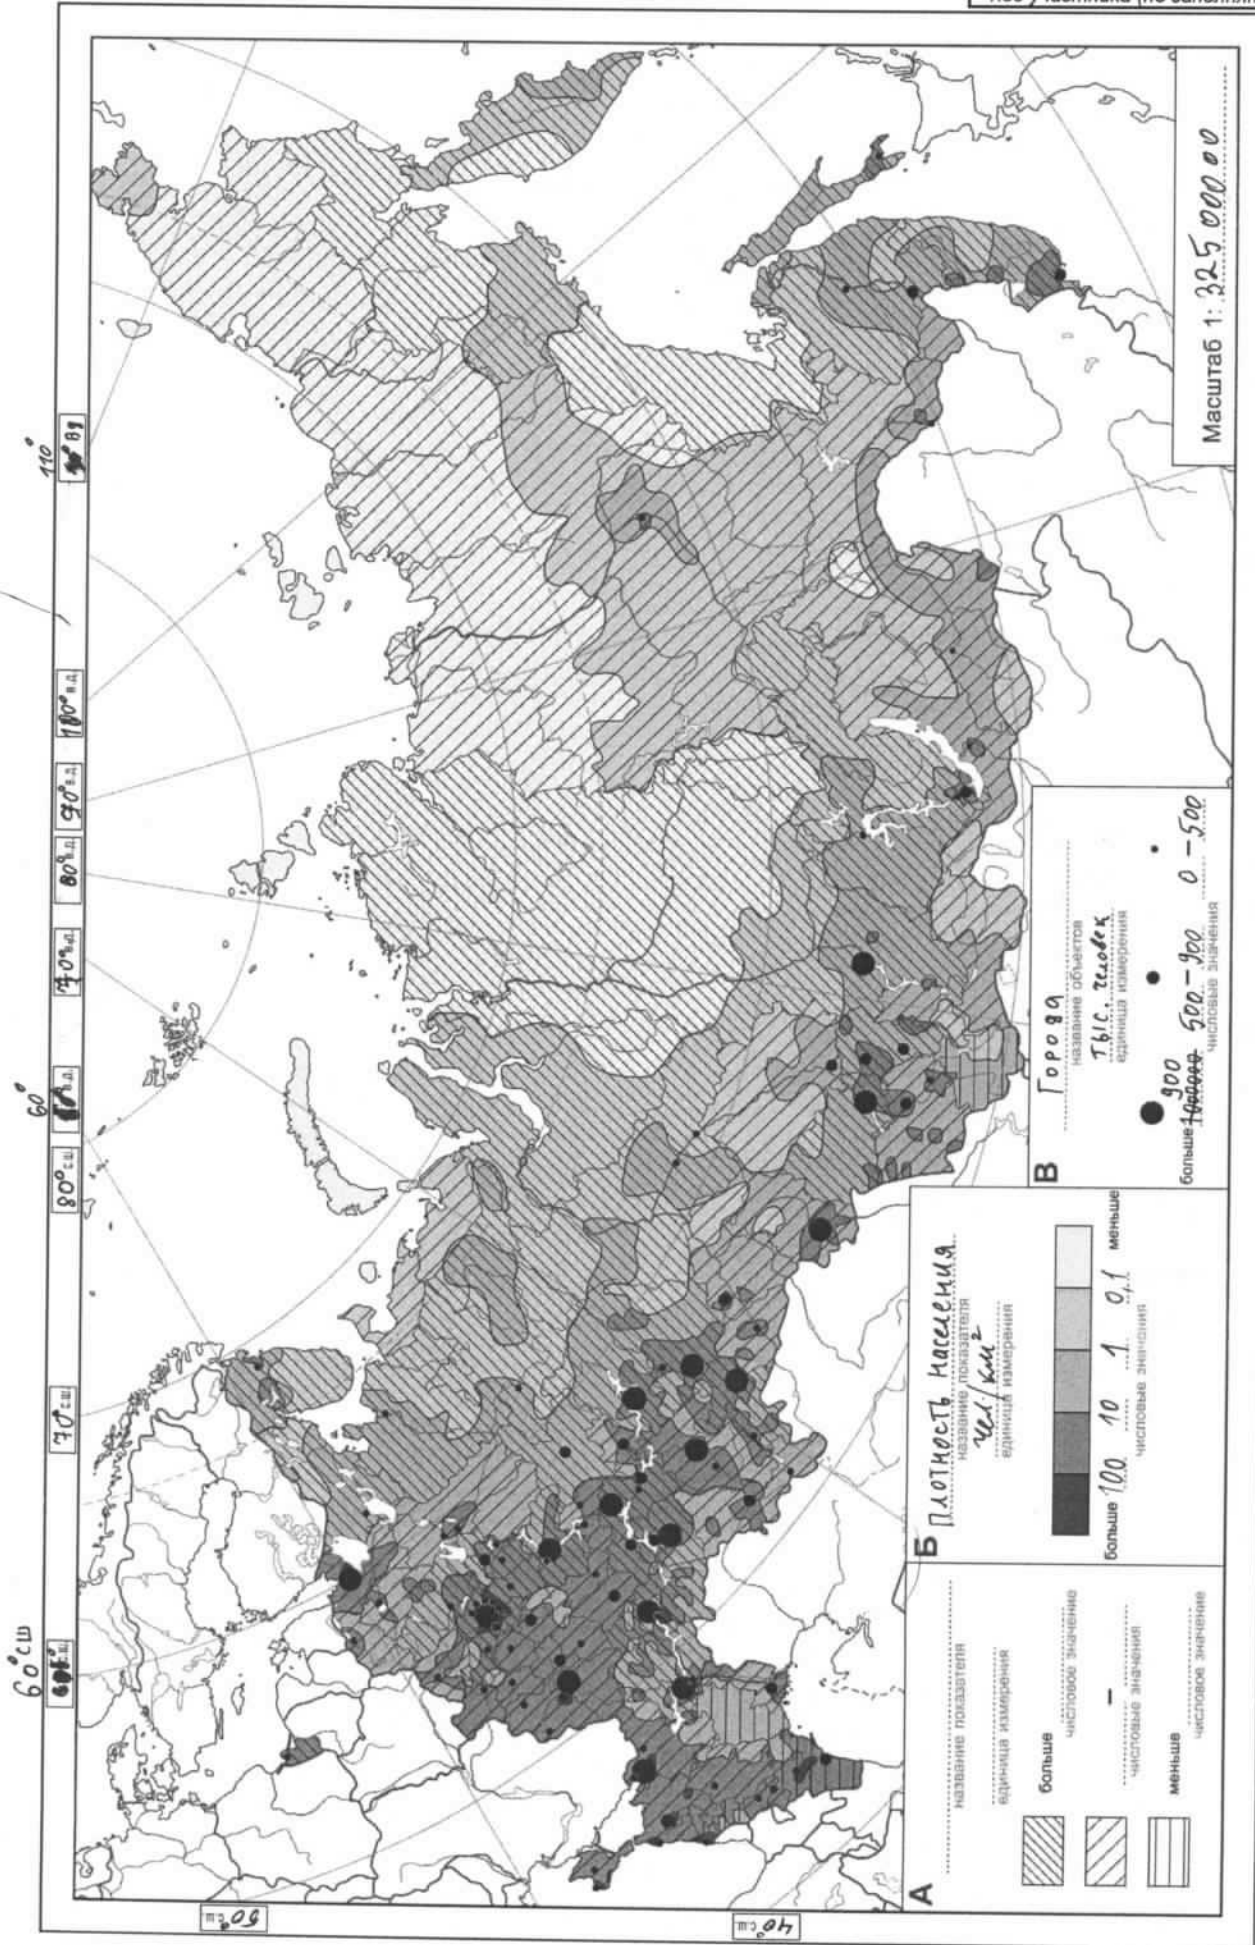 110°
60°
60° СШ
100° В.Д.
90° В.Д.
80° В.Д.
70° В.Д.
80° С.Ш.
70° С.Ш.
50° С.Ш.
40° С.Ш.
Масштаб 1: 325 000 00
А
название показателя
единица измерения
больше
числовое значение
–
числовые значения
меньше
числовое значение
Б
Плотность населения
название показателя
чел/км²
единица измерения
больше 100 10 1 0,1 меньше
числовые значения
В
Города
название объектов
тыс. человек
единица измерения
больше 900 500–900 0–500
числовые значения